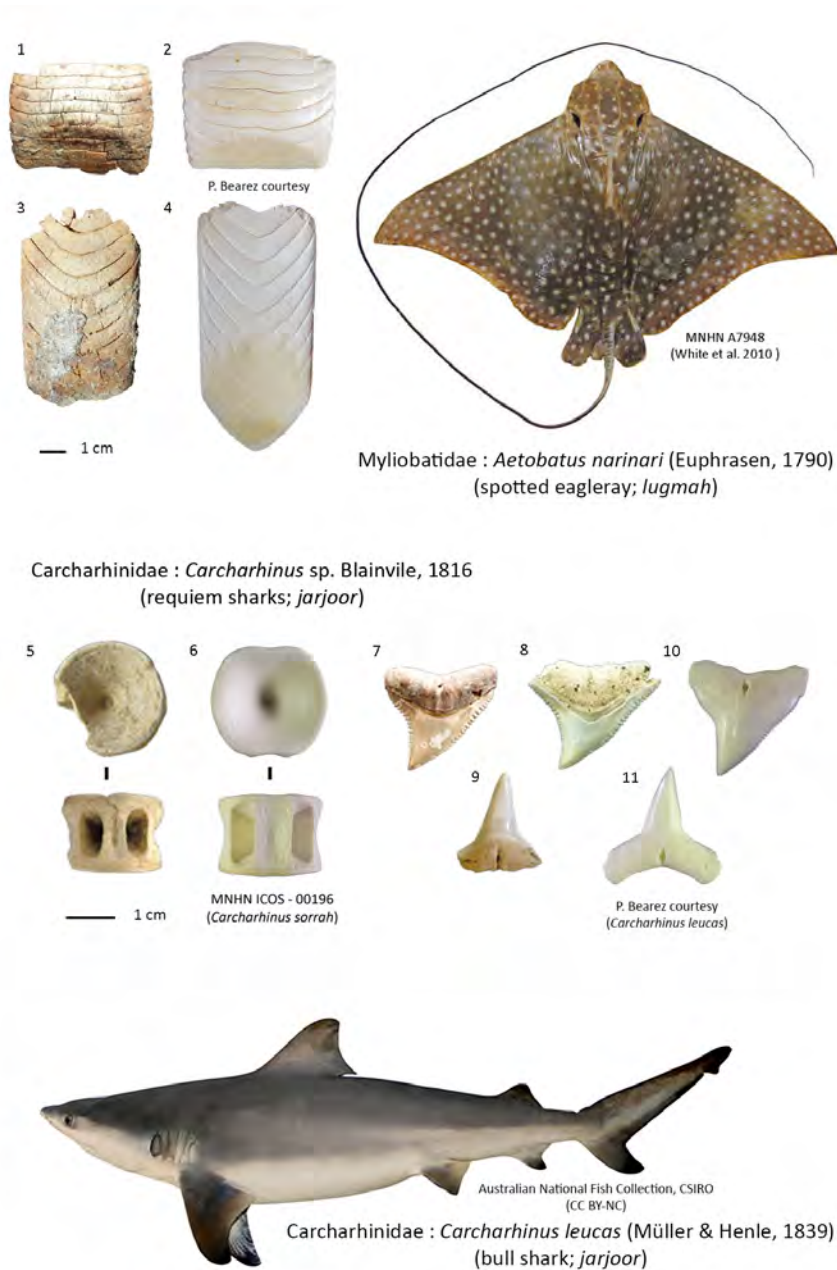 1
2
P. Bearez courtesy
3
4
1 cm
MNHN A7948
(White et al. 2010 )
Myliobatidae : Aetobatus narinari (Euphrasen, 1790)
(spotted eagleray; lugmah)
Carcharhinidae : Carcharhinus sp. Blainvile, 1816
(requiem sharks; jarjoor)
5
6
7
8
10
9
11
MNHN ICOS - 00196
(Carcharhinus sorrah)
1 cm
P. Bearez courtesy
(Carcharhinus leucas)
Australian National Fish Collection, CSIRO
(CC BY-NC)
Carcharhinidae : Carcharhinus leucas (Müller & Henle, 1839)
(bull shark; jarjoor)